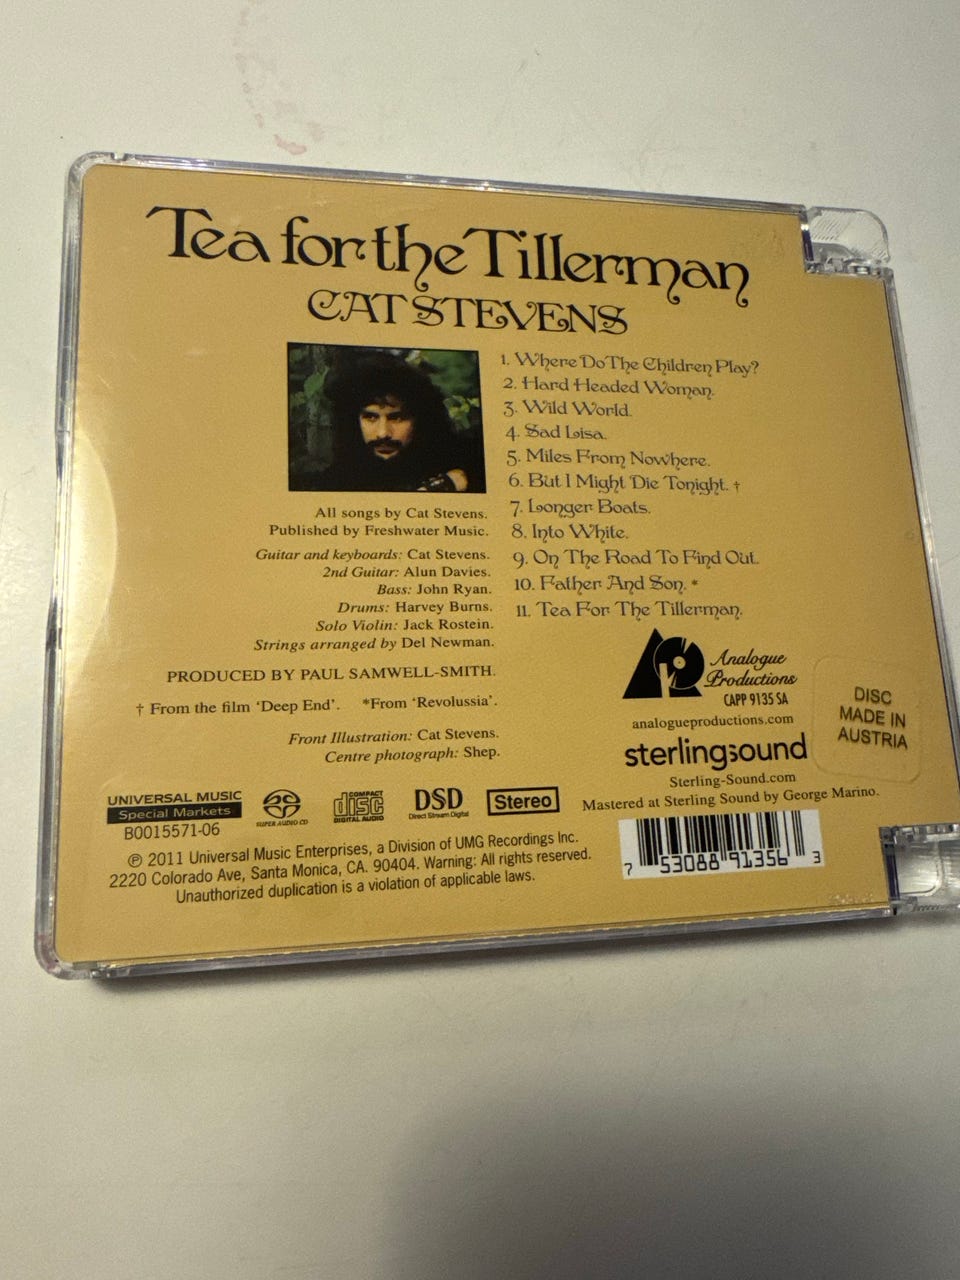 Tea for the Tillerman
CAT STEVENS
1. Where Do The Children Play?
2. Hard Headed Woman.
3. Wild World.
4. Sad Lisa.
5. Miles From Nowhere.
6. But I Might Die Tonight. †
7. Longer Boats.
8. Into White.
9. On The Road To Find Out.
10. Father And Son. *
11. Tea For The Tillerman.
All songs by Cat Stevens.
Published by Freshwater Music.
Guitar and keyboards: Cat Stevens.
2nd Guitar: Alun Davies.
Bass: John Ryan.
Drums: Harvey Burns.
Solo Violin: Jack Rostein.
Strings arranged by Del Newman.
PRODUCED BY PAUL SAMWELL-SMITH.
† From the film 'Deep End'. *From 'Revolussia'.
Front Illustration: Cat Stevens.
Centre photograph: Shep.
Analogue
Productions
CAPP 9135 SA
analogueproductions.com
sterlingsound
Sterling-Sound.com
Mastered at Sterling Sound by George Marino.
DISC
MADE IN
AUSTRIA
UNIVERSAL MUSIC
Special Markets
B0015571-06
SUPER AUDIO CD
COMPACT
disc
DIGITAL AUDIO
DSD
Direct Stream Digital
Stereo
℗ 2011 Universal Music Enterprises, a Division of UMG Recordings Inc.
2220 Colorado Ave, Santa Monica, CA. 90404. Warning: All rights reserved.
Unauthorized duplication is a violation of applicable laws.
7 53088 91356 3